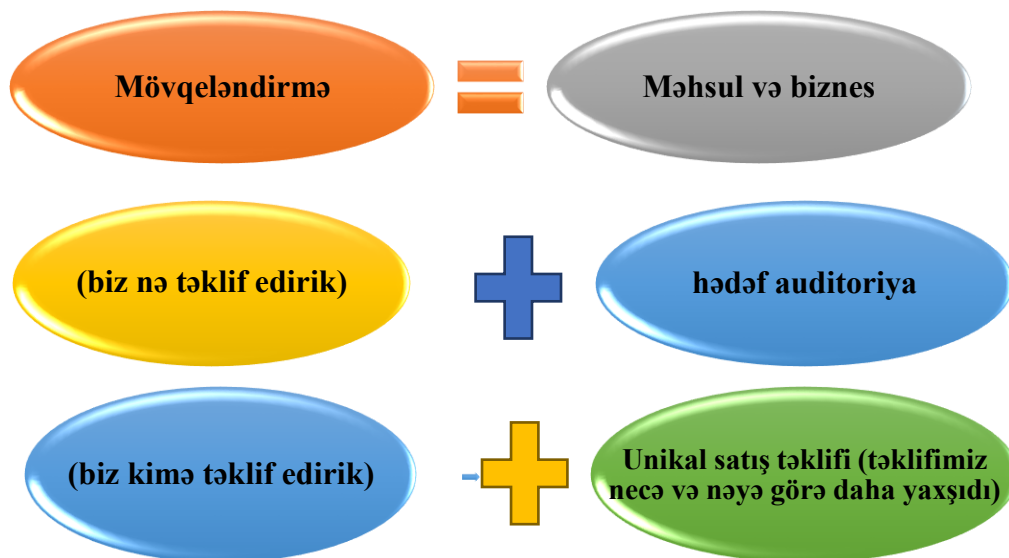 Mövqeləndirmə
Məhsul və biznes
(biz nə təklif edirik)
hədəf auditoriya
(biz kimə təklif edirik)
Unikal satış təklifi (təklifimiz
necə və nəyə görə daha yaxşıdı)